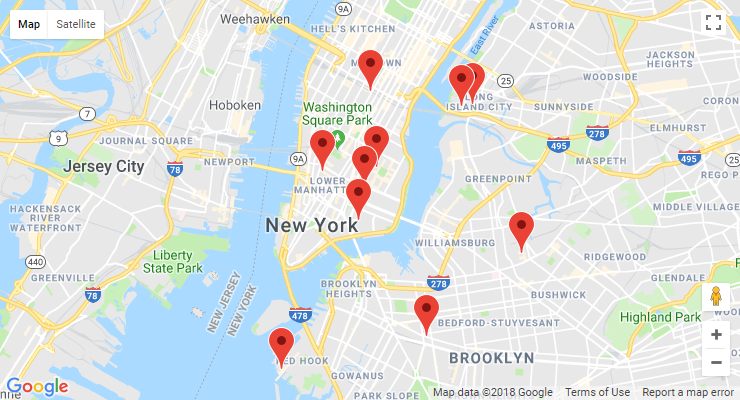 Map
Satellite
Weehawken
9A
HELL'S KITCHEN
ASTORIA
East River
MIDTOWN
JACKSON
HEIGHTS
25
WOODSIDE
LONG
ISLAND CITY
SUNNYSIDE
Hoboken
Washington
Square Park
7
9
278
ELMHURST
JOURNAL SQUARE
495
495
Jersey City
NEWPORT
9A
78
MASPETH
REGO P
LOWER
MANHATT
GREENPOINT
HACKENSACK
RIVER
WATERFRONT
MIDDLE VILLAGE
New York
WILLIAMSBURG
Liberty
State Park
440
RIDGEWOOD
GREENVILLE
278
GLENDALE
78
NEW JERSEY
NEW YORK
BROOKLYN
HEIGHTS
BUSHWICK
478
BEDFORD-STUYVESANT
Highland Park
RED HOOK
BROOKLYN
GOWANUS
PARK SLOPE
Google
Map data ©2018 Google
Terms of Use
Report a map error